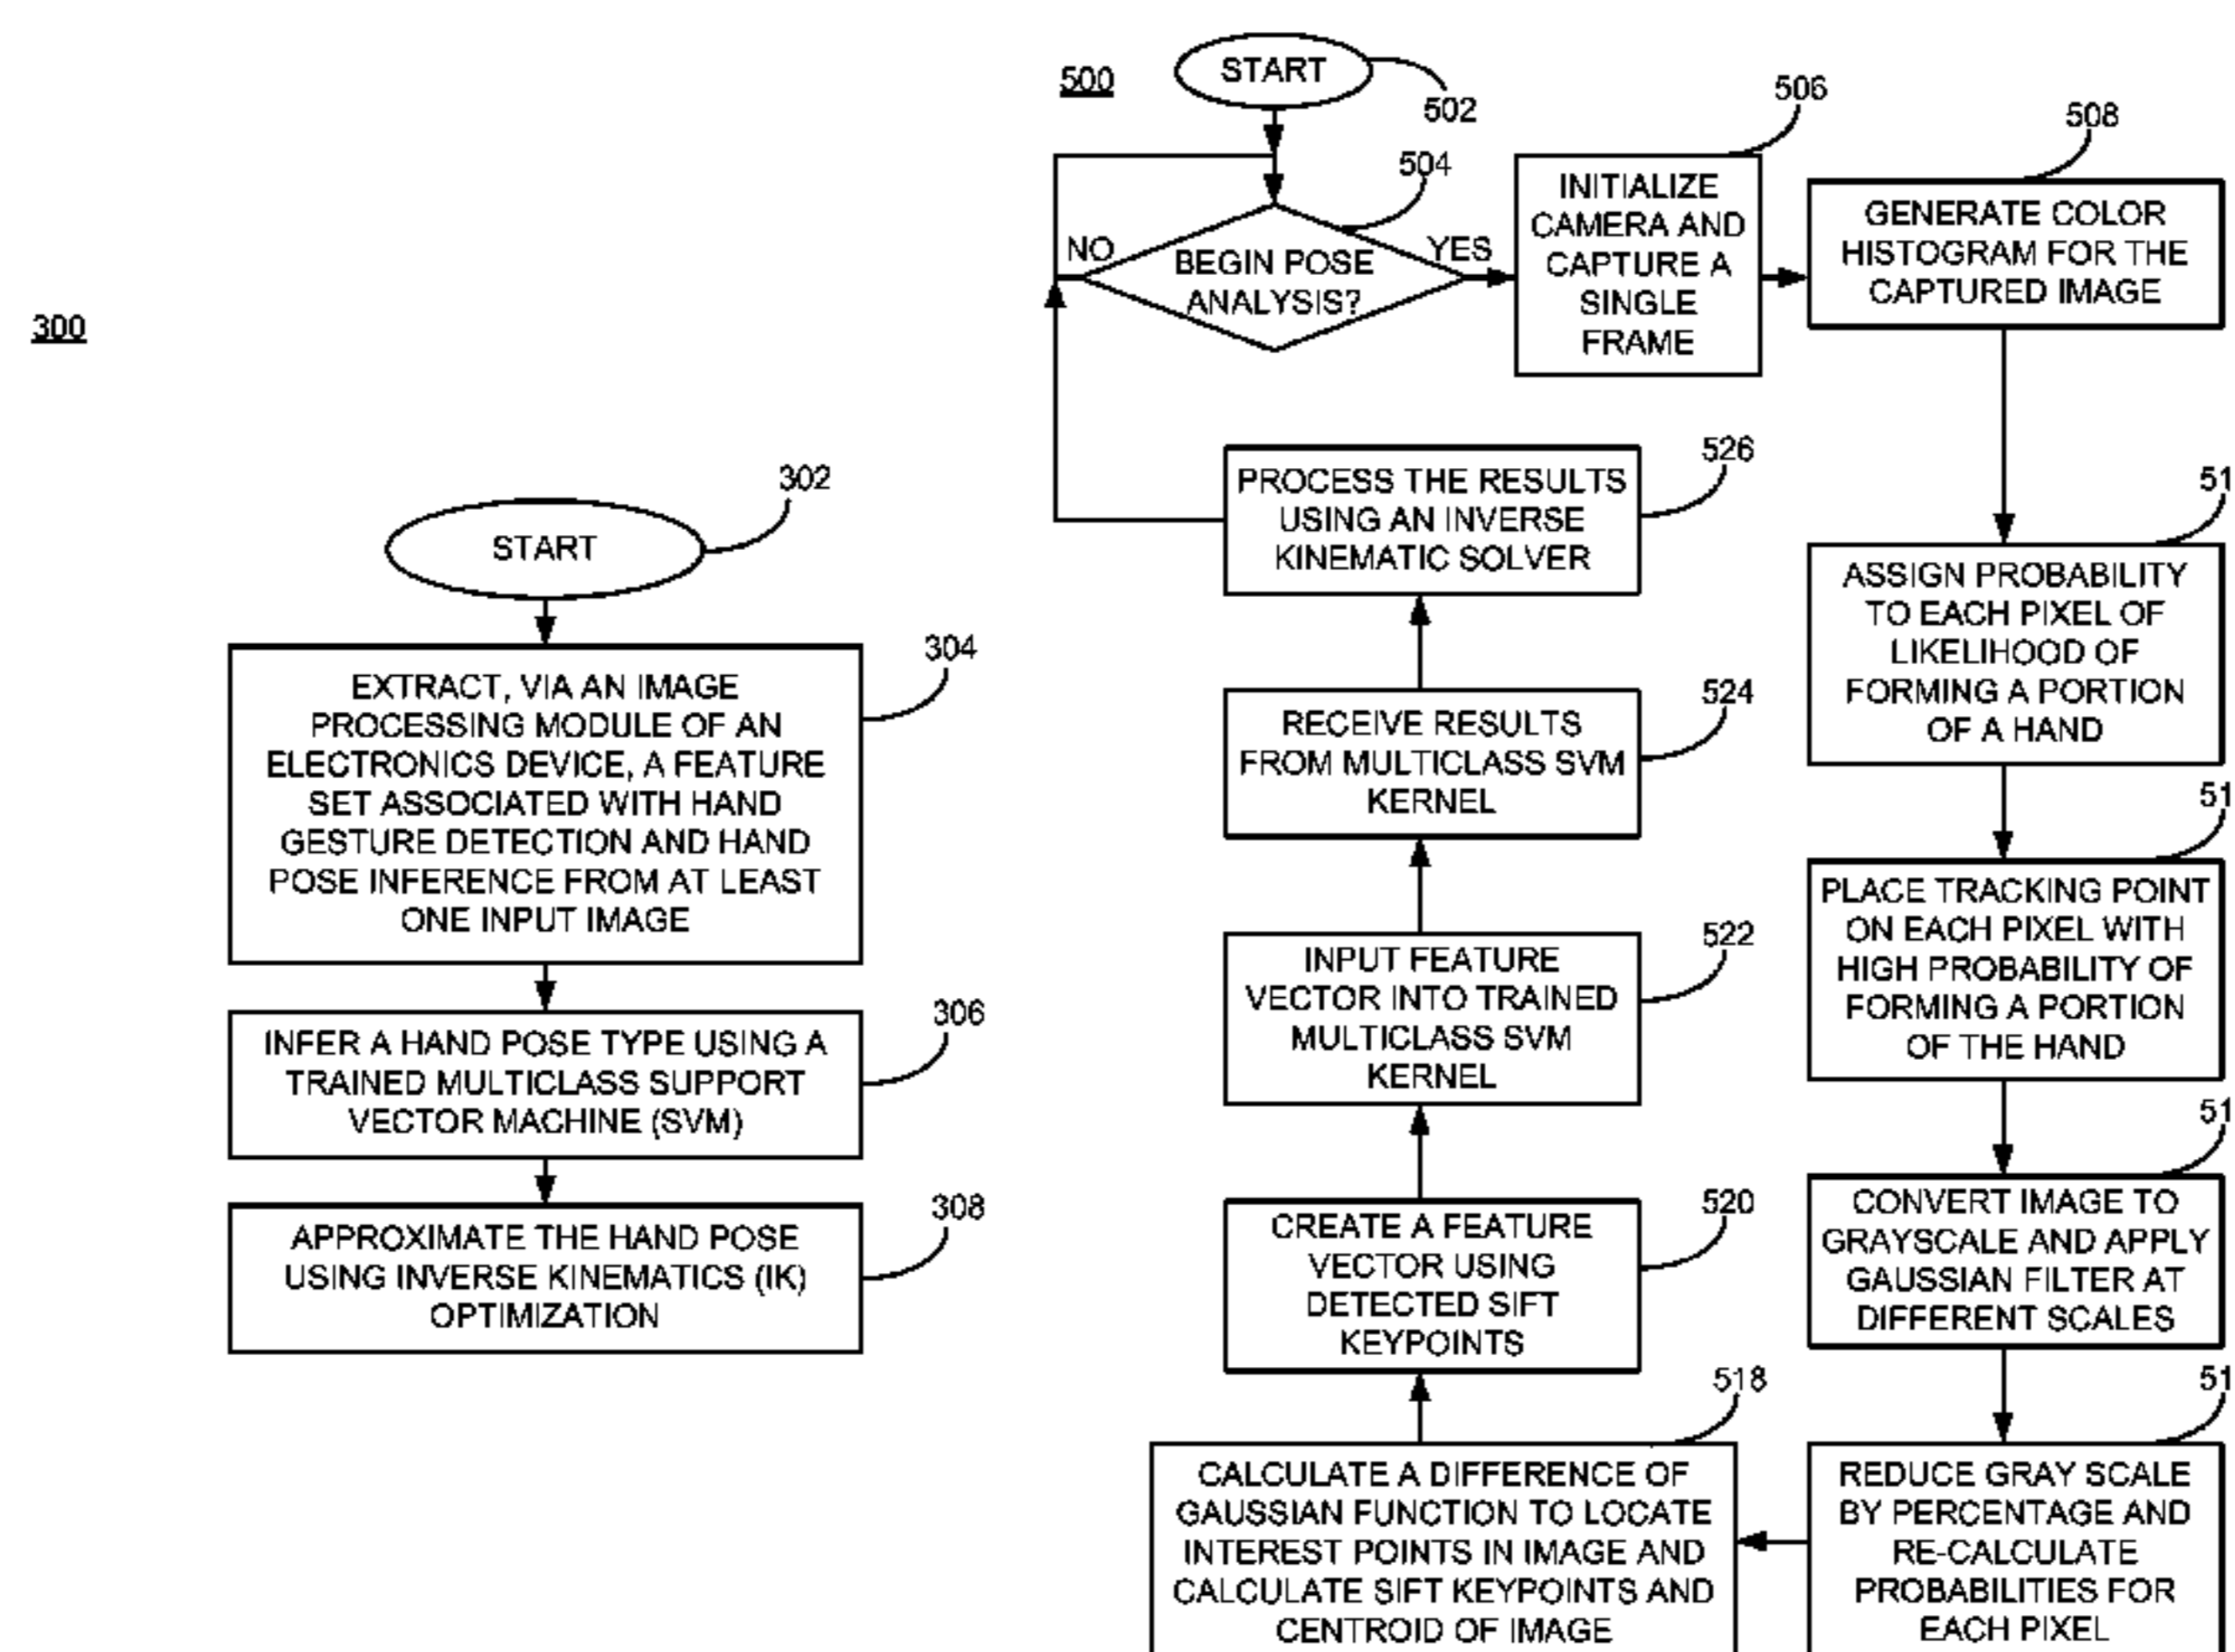 300
302
START
304
EXTRACT, VIA AN IMAGE
PROCESSING MODULE OF AN
ELECTRONICS DEVICE, A FEATURE
SET ASSOCIATED WITH HAND
GESTURE DETECTION AND HAND
POSE INFERENCE FROM AT LEAST
ONE INPUT IMAGE
306
INFER A HAND POSE TYPE USING A
TRAINED MULTICLASS SUPPORT
VECTOR MACHINE (SVM)
308
APPROXIMATE THE HAND POSE
USING INVERSE KINEMATICS (IK)
OPTIMIZATION
500
START
502
504
NO
BEGIN POSE
ANALYSIS?
YES
506
INITIALIZE
CAMERA AND
CAPTURE A
SINGLE
FRAME
508
GENERATE COLOR
HISTOGRAM FOR THE
CAPTURED IMAGE
51
ASSIGN PROBABILITY
TO EACH PIXEL OF
LIKELIHOOD OF
FORMING A PORTION
OF A HAND
51
PLACE TRACKING POINT
ON EACH PIXEL WITH
HIGH PROBABILITY OF
FORMING A PORTION
OF THE HAND
51
CONVERT IMAGE TO
GRAYSCALE AND APPLY
GAUSSIAN FILTER AT
DIFFERENT SCALES
51
REDUCE GRAY SCALE
BY PERCENTAGE AND
RE-CALCULATE
PROBABILITIES FOR
EACH PIXEL
518
CALCULATE A DIFFERENCE OF
GAUSSIAN FUNCTION TO LOCATE
INTEREST POINTS IN IMAGE AND
CALCULATE SIFT KEYPOINTS AND
CENTROID OF IMAGE
520
CREATE A FEATURE
VECTOR USING
DETECTED SIFT
KEYPOINTS
522
INPUT FEATURE
VECTOR INTO TRAINED
MULTICLASS SVM
KERNEL
524
RECEIVE RESULTS
FROM MULTICLASS SVM
KERNEL
526
PROCESS THE RESULTS
USING AN INVERSE
KINEMATIC SOLVER